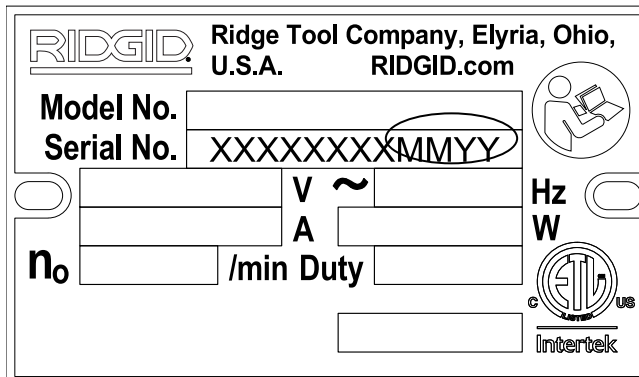 RIDGID. Ridge Tool Company, Elyria, Ohio,
U.S.A. RIDGID.com
Model No.
Serial No. XXXXXXXXMMYY
V ~ Hz
A W
n₀ /min Duty
C ETL US
LISTED
Intertek